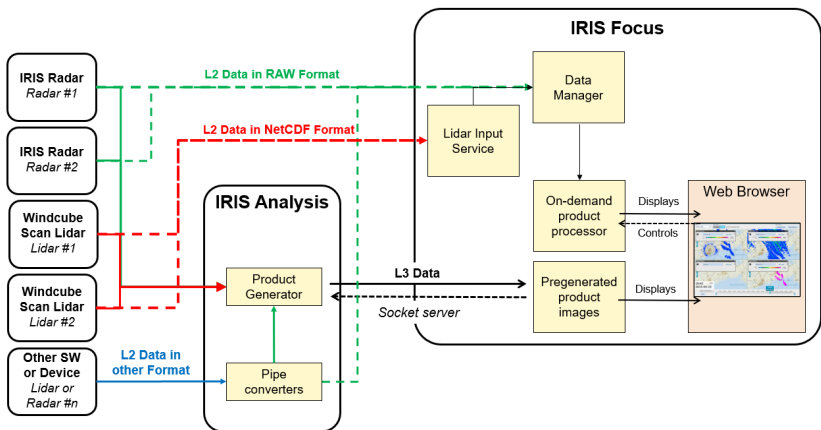 IRIS Focus
IRIS Radar
Radar #1
L2 Data in RAW Format
Data
Manager
L2 Data in NetCDF Format
Lidar Input
Service
IRIS Radar
Radar #2
IRIS Analysis
Windcube
Scan Lidar
Lidar #1
On-demand
product
processor
Displays
Controls
Web Browser
Windcube
Scan Lidar
Lidar #2
Product
Generator
L3 Data
Socket server
Pregenerated
product
images
Displays
Other SW
or Device
Lidar or
Radar #n
L2 Data in
other Format
Pipe
converters